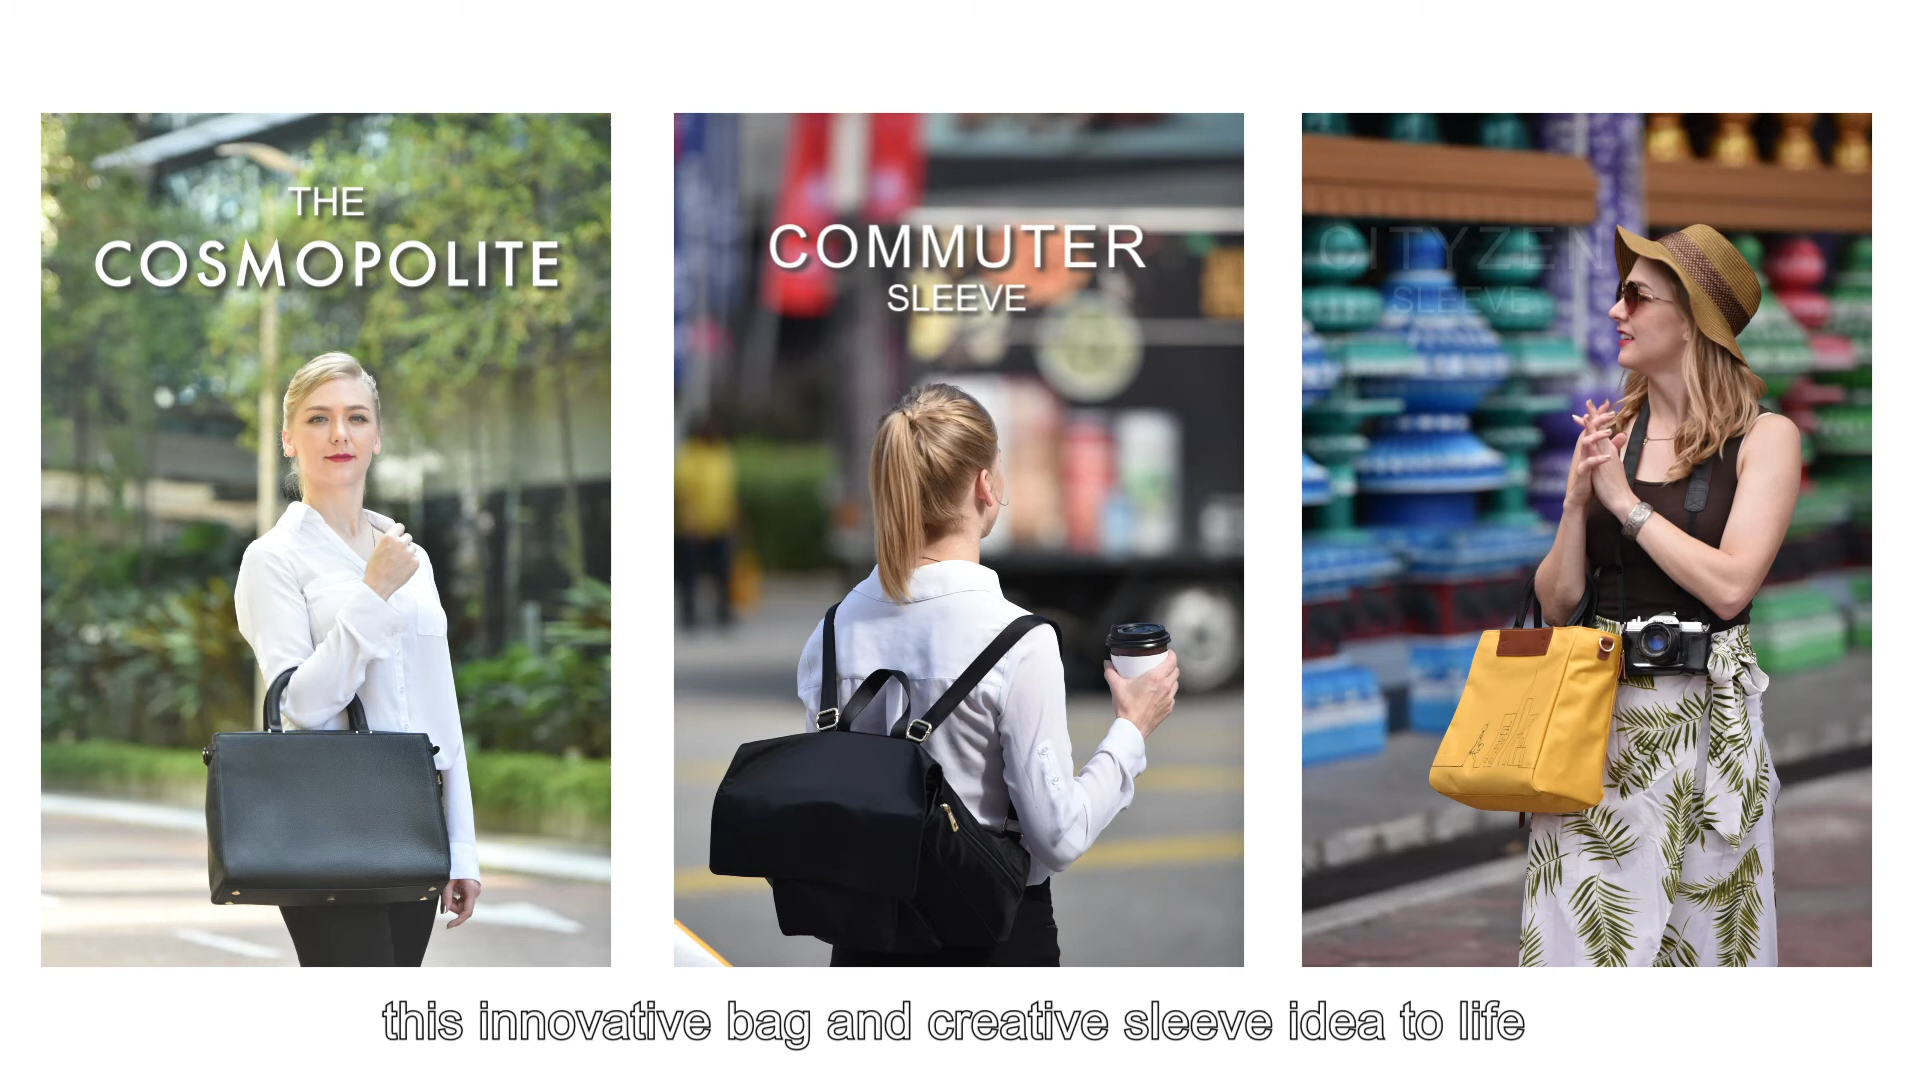 THE
COSMOPOLITE
COMMUTER
SLEEVE
CITYZEN
SLEEVE
this innovative bag and creative sleeve idea to life